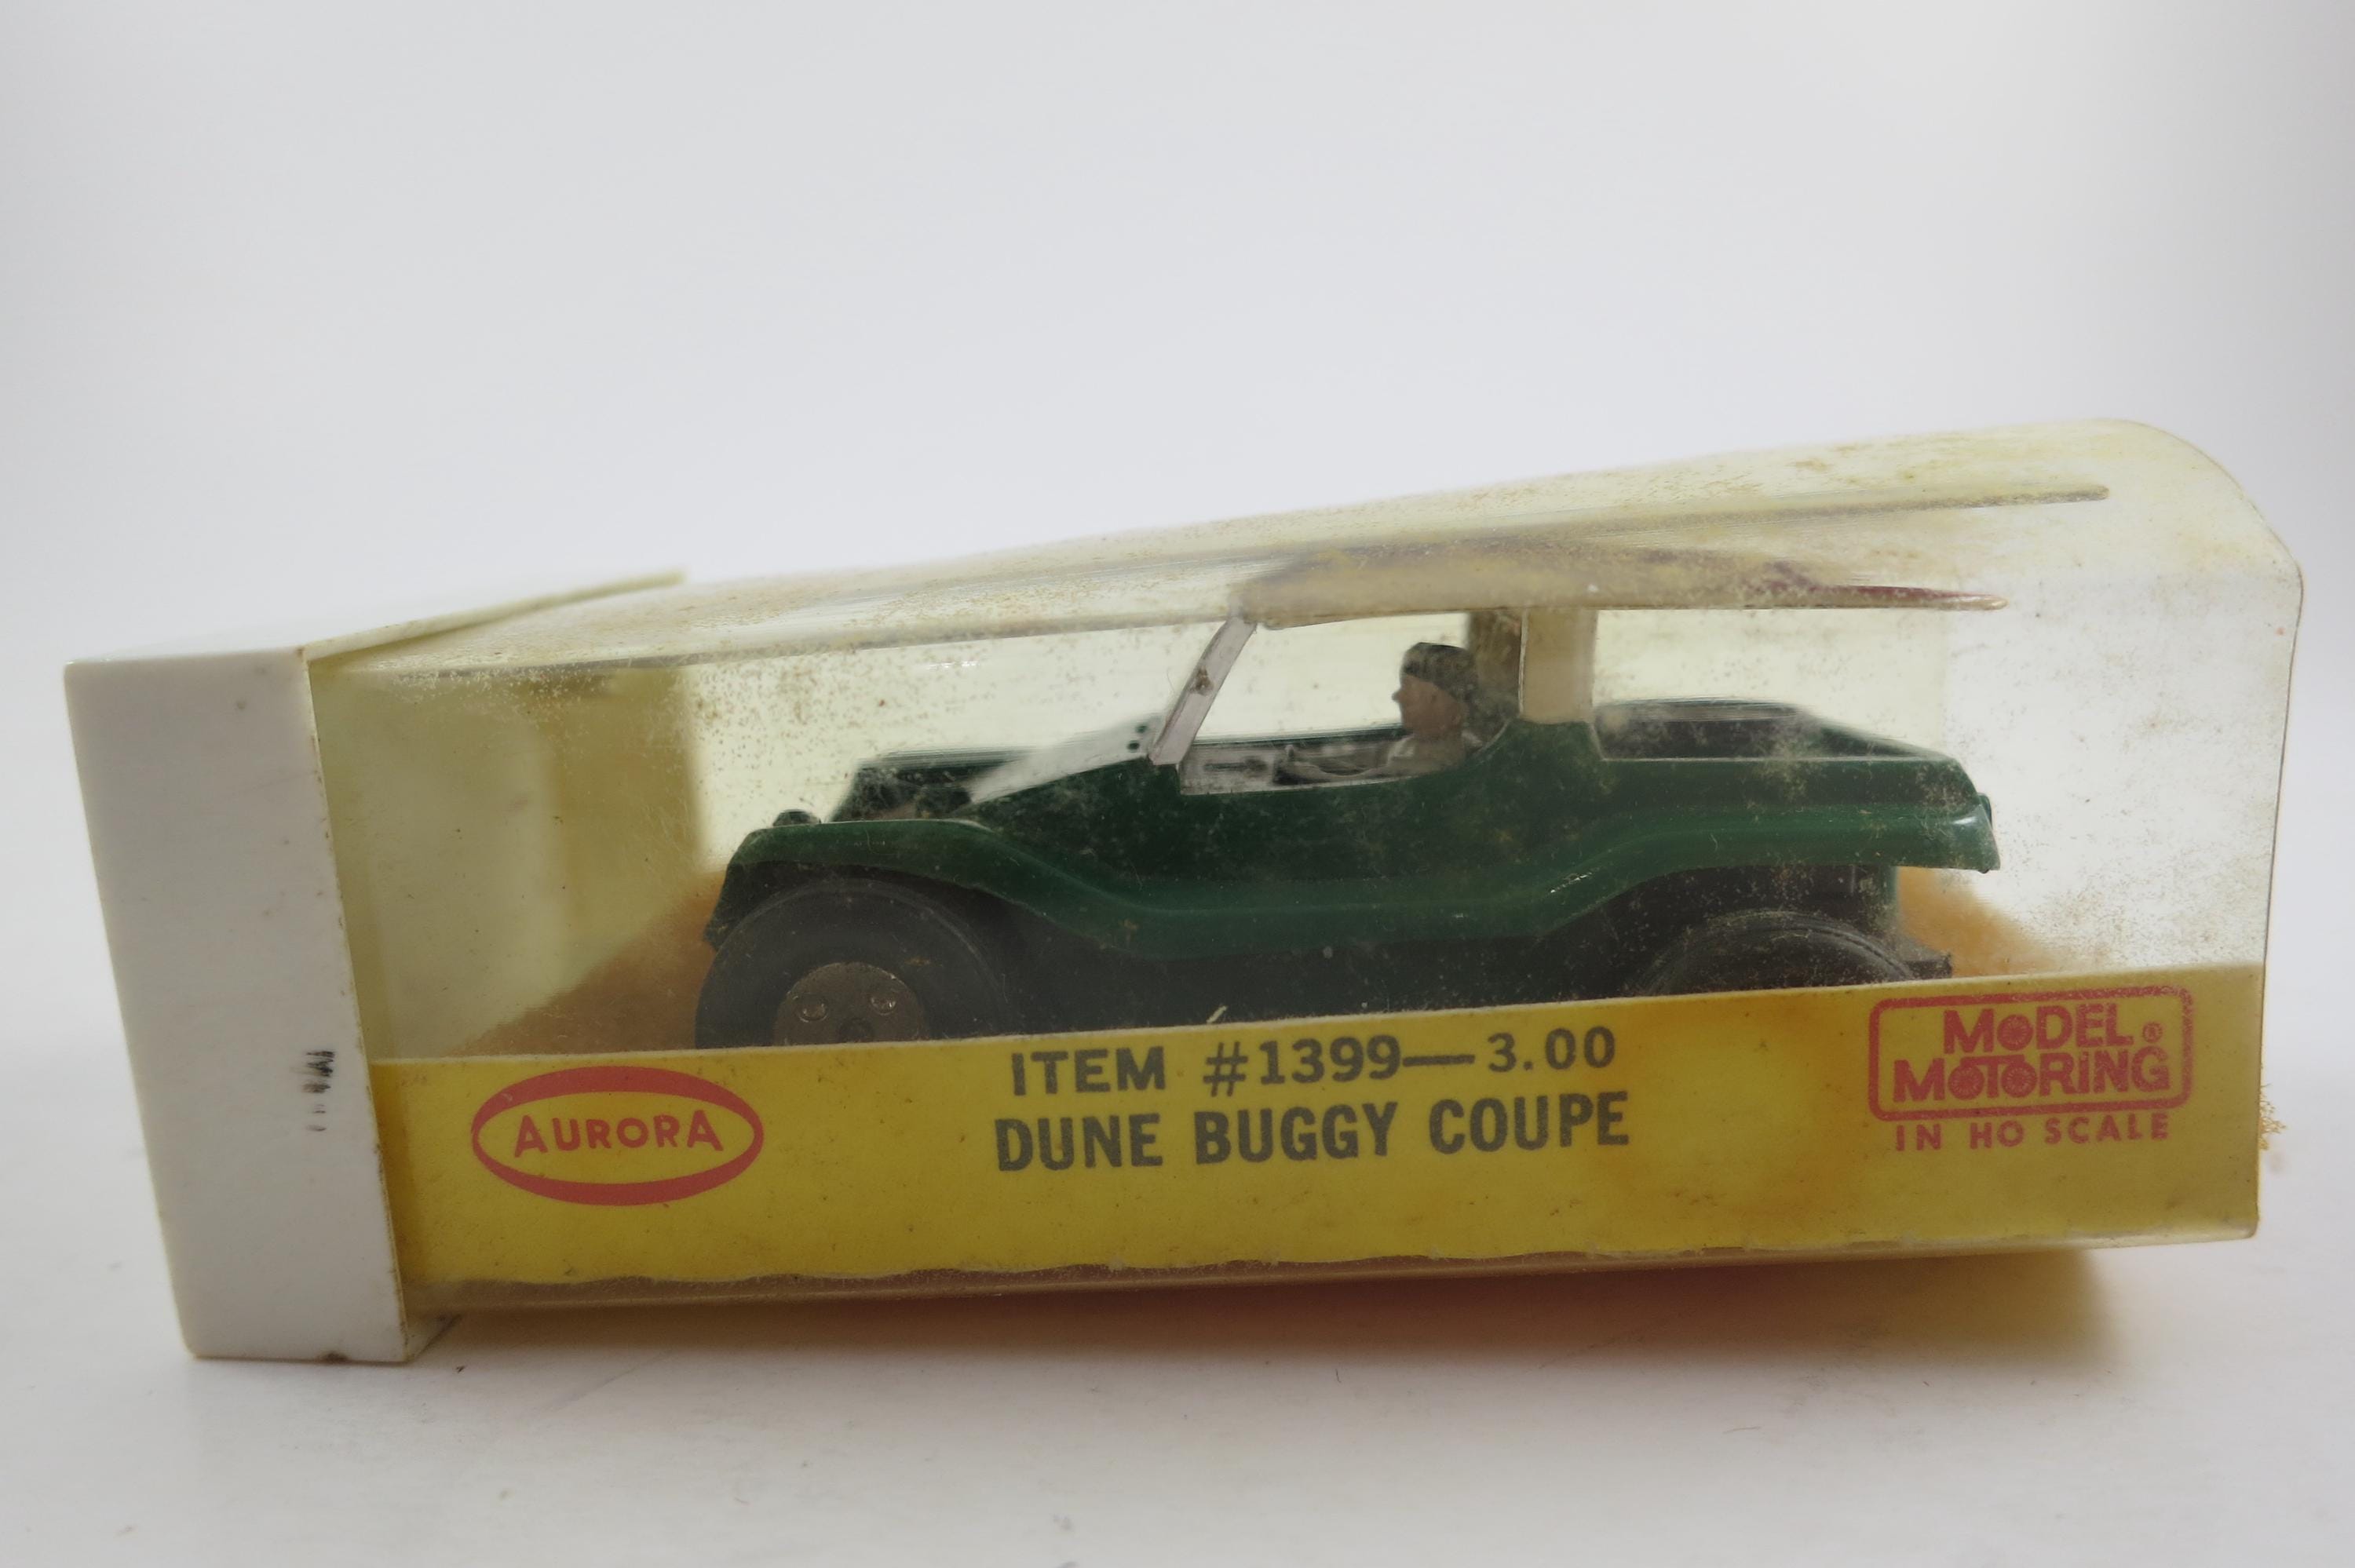 AURORA
ITEM #1399—3.00
DUNE BUGGY COUPE
MODEL ®
MOTORING
IN HO SCALE